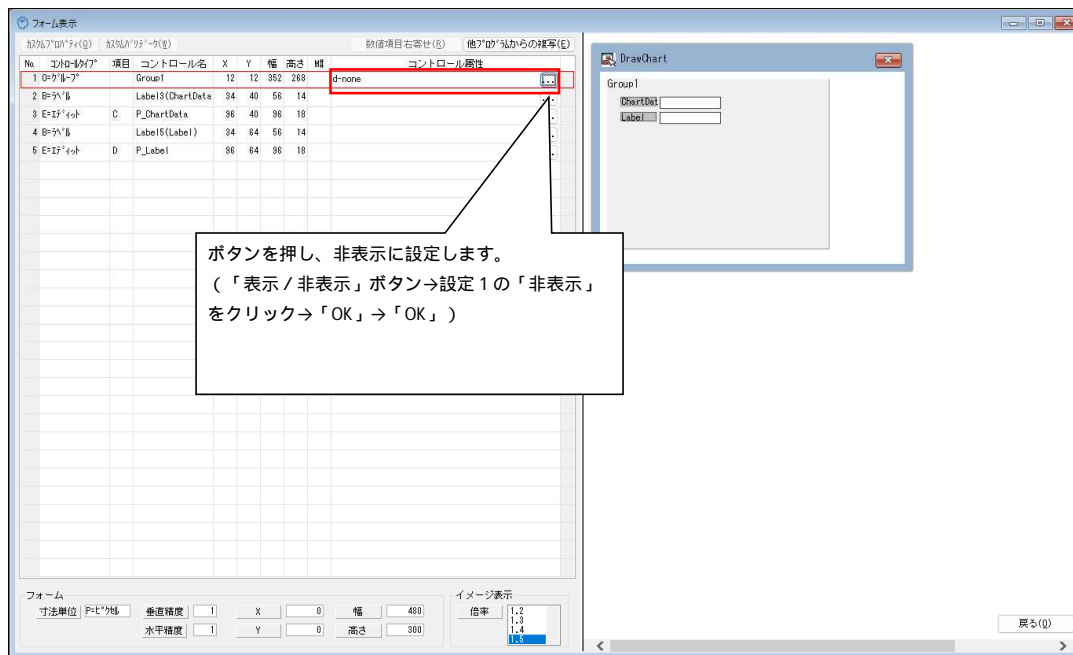 フォーム表示
ｶｽﾀﾑﾌﾟﾛﾊﾟﾃｨ(Q) ｶｽﾀﾑﾊﾞﾘﾃﾞｰﾀ(W) 数値項目右寄せ(R) 他ﾌﾟﾛｸﾞﾗﾑからの複写(E)
No. ｺﾝﾄﾛｰﾙﾀｲﾌﾟ 項目 コントロール名 X Y 幅 高さ コントロール属性
1 O=ｸﾞﾙｰﾌﾟ Group1 12 12 352 268 d-none ...
2 B=ﾗﾍﾞﾙ Label3(ChartData 34 40 56 14
3 E=ｴﾃﾞｨｯﾄ C P_ChartData 96 40 96 18
4 B=ﾗﾍﾞﾙ Label5(Label) 34 64 56 14
5 E=ｴﾃﾞｨｯﾄ D P_Label 96 64 96 18
DrawChart
Group1
ChartDat
Label
ボタンを押し、非表示に設定します。
(「表示/非表示」ボタン→設定1の「非表示」
をクリック→「OK」→「OK」)
フォーム
寸法単位 P=ﾋﾟｸｾﾙ 垂直精度 1 X 0 幅 480
水平精度 1 Y 0 高さ 300
イメージ表示
倍率 1.2
1.3
1.4
1.5
戻る(0)